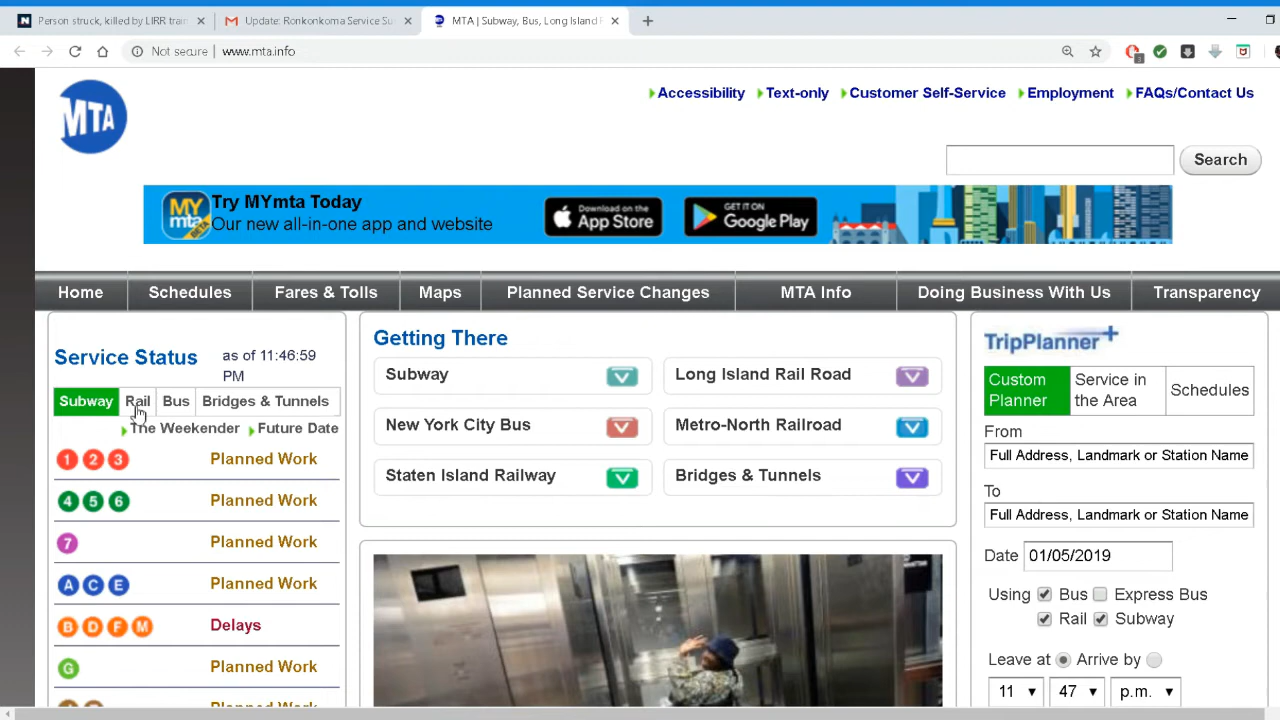 Person struck, killed by LIRR trai
Update: Ronkonkoma Service Su
MTA | Subway, Bus, Long Island
Not secure | www.mta.info
3
MTA
Accessibility Text-only Customer Self-Service Employment FAQs/Contact Us
Search
MY mta
Try MYmta Today
Our new all-in-one app and website
Download on the App Store
GET IT ON Google Play
Home Schedules Fares & Tolls Maps Planned Service Changes MTA Info Doing Business With Us Transparency
Service Status
as of 11:46:59
PM
Subway Rail Bus Bridges & Tunnels
The Weekender Future Date
1 2 3 Planned Work
4 5 6 Planned Work
7 Planned Work
A C E Planned Work
B D F M Delays
G Planned Work
Planned Work
Getting There
Subway Long Island Rail Road
New York City Bus Metro-North Railroad
Staten Island Railway Bridges & Tunnels
TripPlanner+
Custom Planner
Service in the Area
Schedules
From
Full Address, Landmark or Station Name
To
Full Address, Landmark or Station Name
Date 01/05/2019
Using Bus Express Bus
Rail Subway
Leave at Arrive by
11 47 p.m.